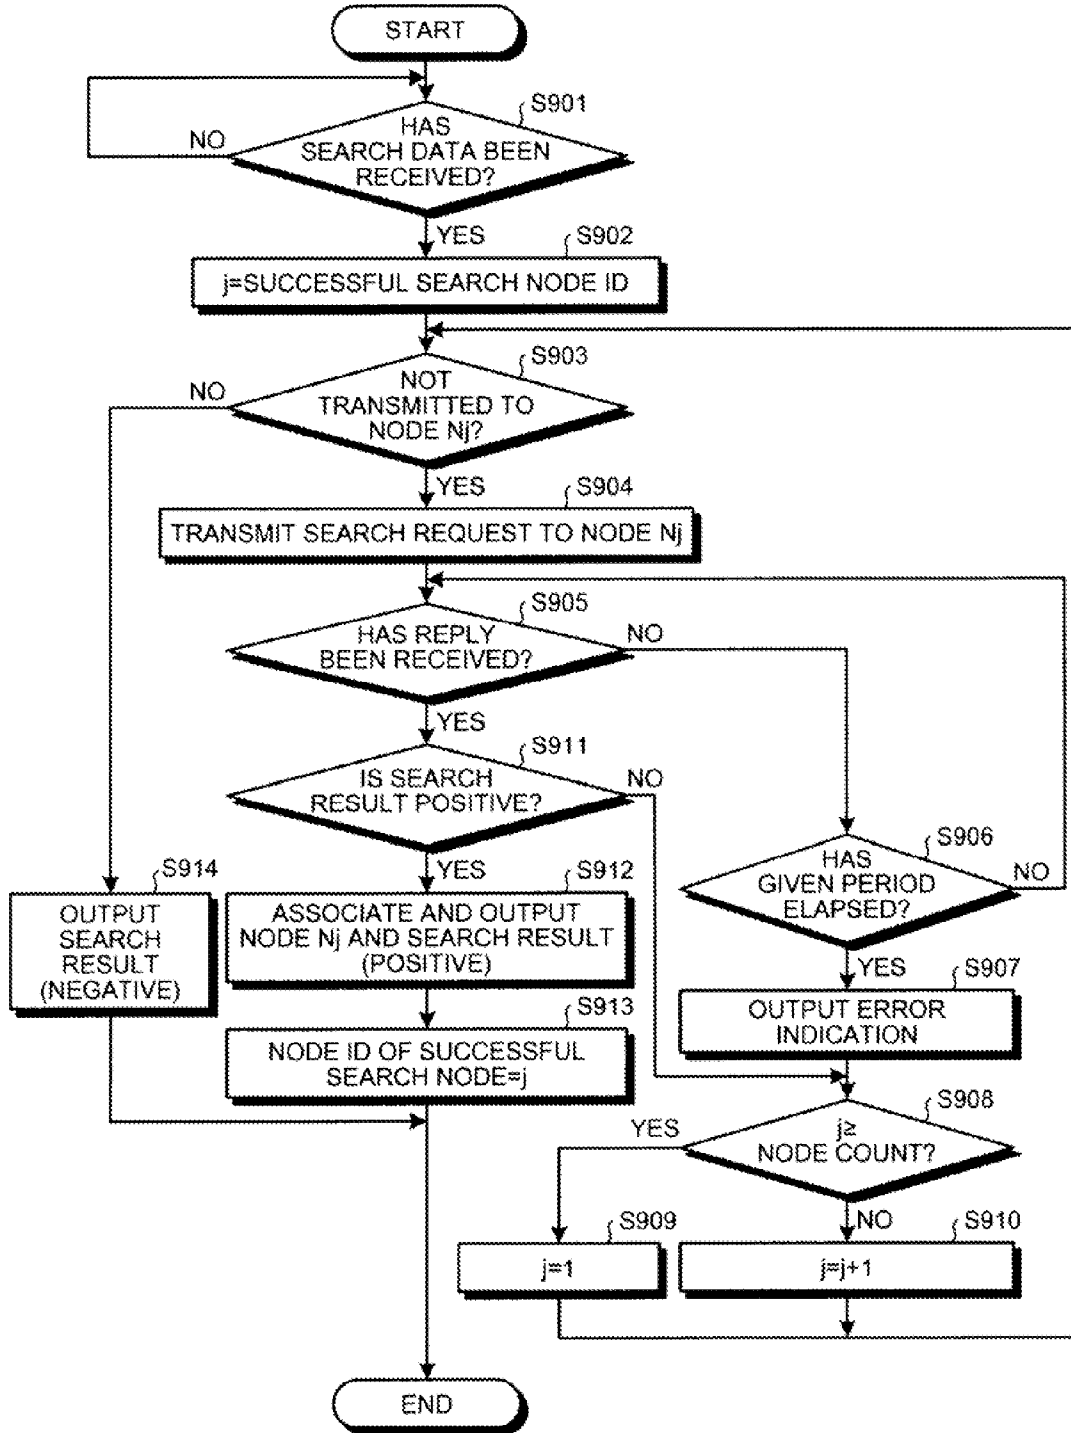 START
S901
HAS
SEARCH DATA BEEN
RECEIVED?
NO
YES
S902
j=SUCCESSFUL SEARCH NODE ID
S903
NO
NOT
TRANSMITTED TO
NODE Nj?
YES
S904
TRANSMIT SEARCH REQUEST TO NODE Nj
S905
HAS REPLY
BEEN RECEIVED?
NO
YES
S911
IS SEARCH
RESULT POSITIVE?
NO
YES
S906
HAS
GIVEN PERIOD
ELAPSED?
NO
YES
S914
OUTPUT
SEARCH
RESULT
(NEGATIVE)
S912
ASSOCIATE AND OUTPUT
NODE Nj AND SEARCH RESULT
(POSITIVE)
S907
OUTPUT ERROR
INDICATION
S913
NODE ID OF SUCCESSFUL
SEARCH NODE=j
S908
YES
j≥
NODE COUNT?
NO
S909
j=1
S910
j=j+1
END